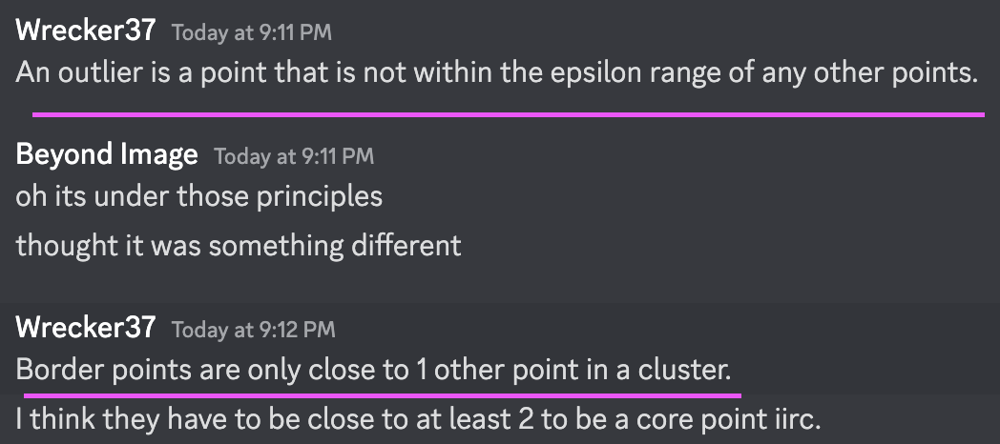 Wrecker37 Today at 9:11 PM
An outlier is a point that is not within the epsilon range of any other points.
Beyond Image Today at 9:11 PM
oh its under those principles
thought it was something different
Wrecker37 Today at 9:12 PM
Border points are only close to 1 other point in a cluster.
I think they have to be close to at least 2 to be a core point iirc.